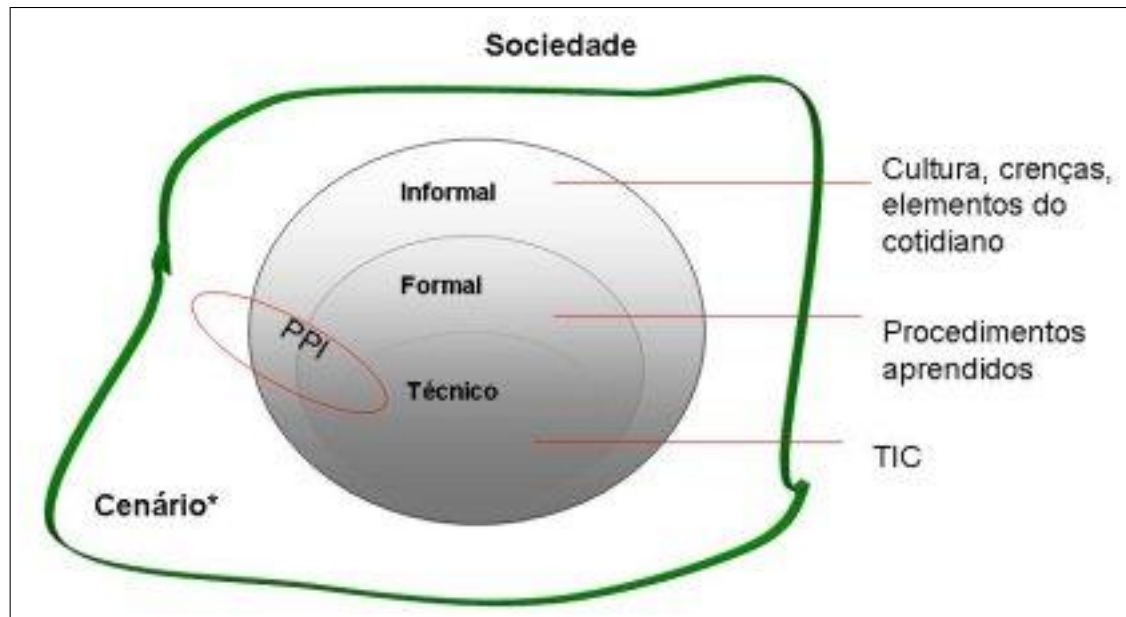 Sociedade
Informal
Cultura, crenças,
elementos do
cotidiano
Formal
PPI
Procedimentos
aprendidos
Técnico
TIC
Cenário*